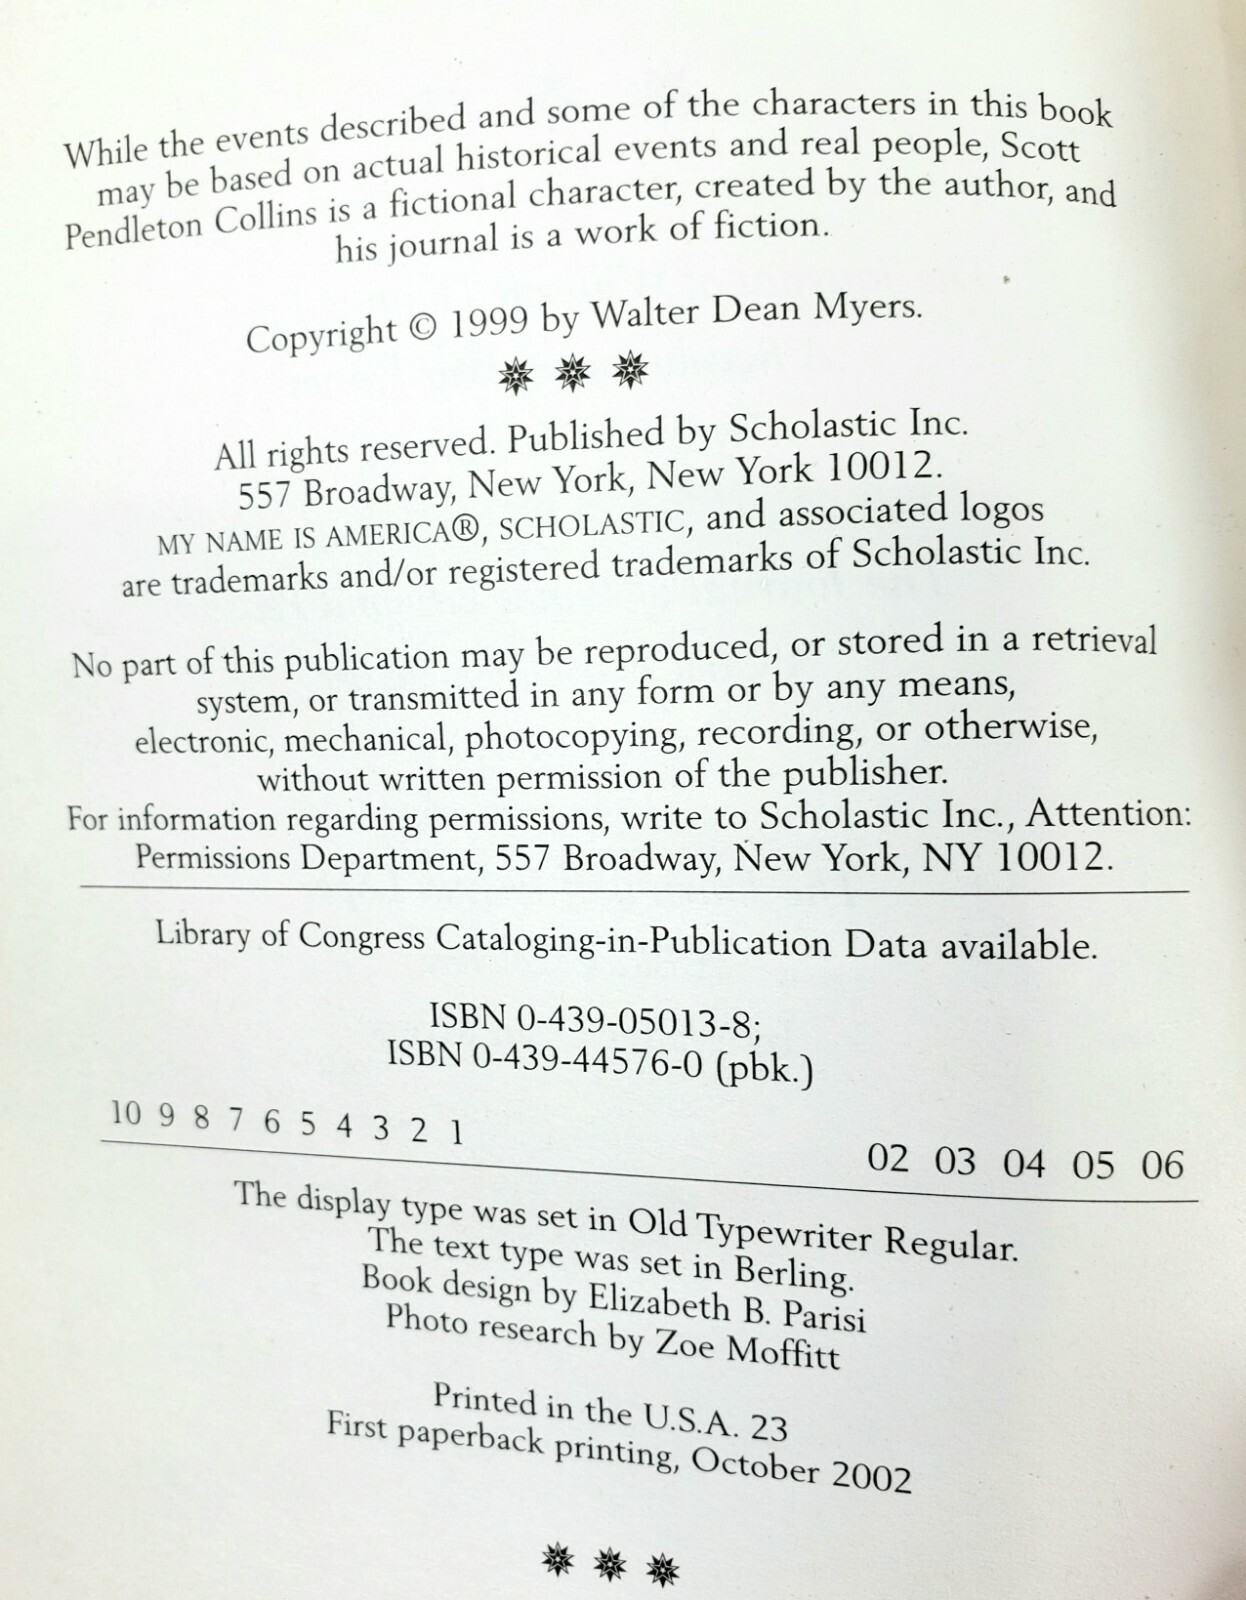 While the events described and some of the characters in this book
may be based on actual historical events and real people, Scott
Pendleton Collins is a fictional character, created by the author, and
his journal is a work of fiction.
Copyright © 1999 by Walter Dean Myers.
All rights reserved. Published by Scholastic Inc.
557 Broadway, New York, New York 10012.
MY NAME IS AMERICA®, SCHOLASTIC, and associated logos
are trademarks and/or registered trademarks of Scholastic Inc.
No part of this publication may be reproduced, or stored in a retrieval
system, or transmitted in any form or by any means,
electronic, mechanical, photocopying, recording, or otherwise,
without written permission of the publisher.
For information regarding permissions, write to Scholastic Inc., Attention:
Permissions Department, 557 Broadway, New York, NY 10012.
Library of Congress Cataloging-in-Publication Data available.
ISBN 0-439-05013-8;
ISBN 0-439-44576-0 (pbk.)
10 9 8 7 6 5 4 3 2 1 02 03 04 05 06
The display type was set in Old Typewriter Regular.
The text type was set in Berling.
Book design by Elizabeth B. Parisi
Photo research by Zoe Moffitt
Printed in the U.S.A. 23
First paperback printing, October 2002